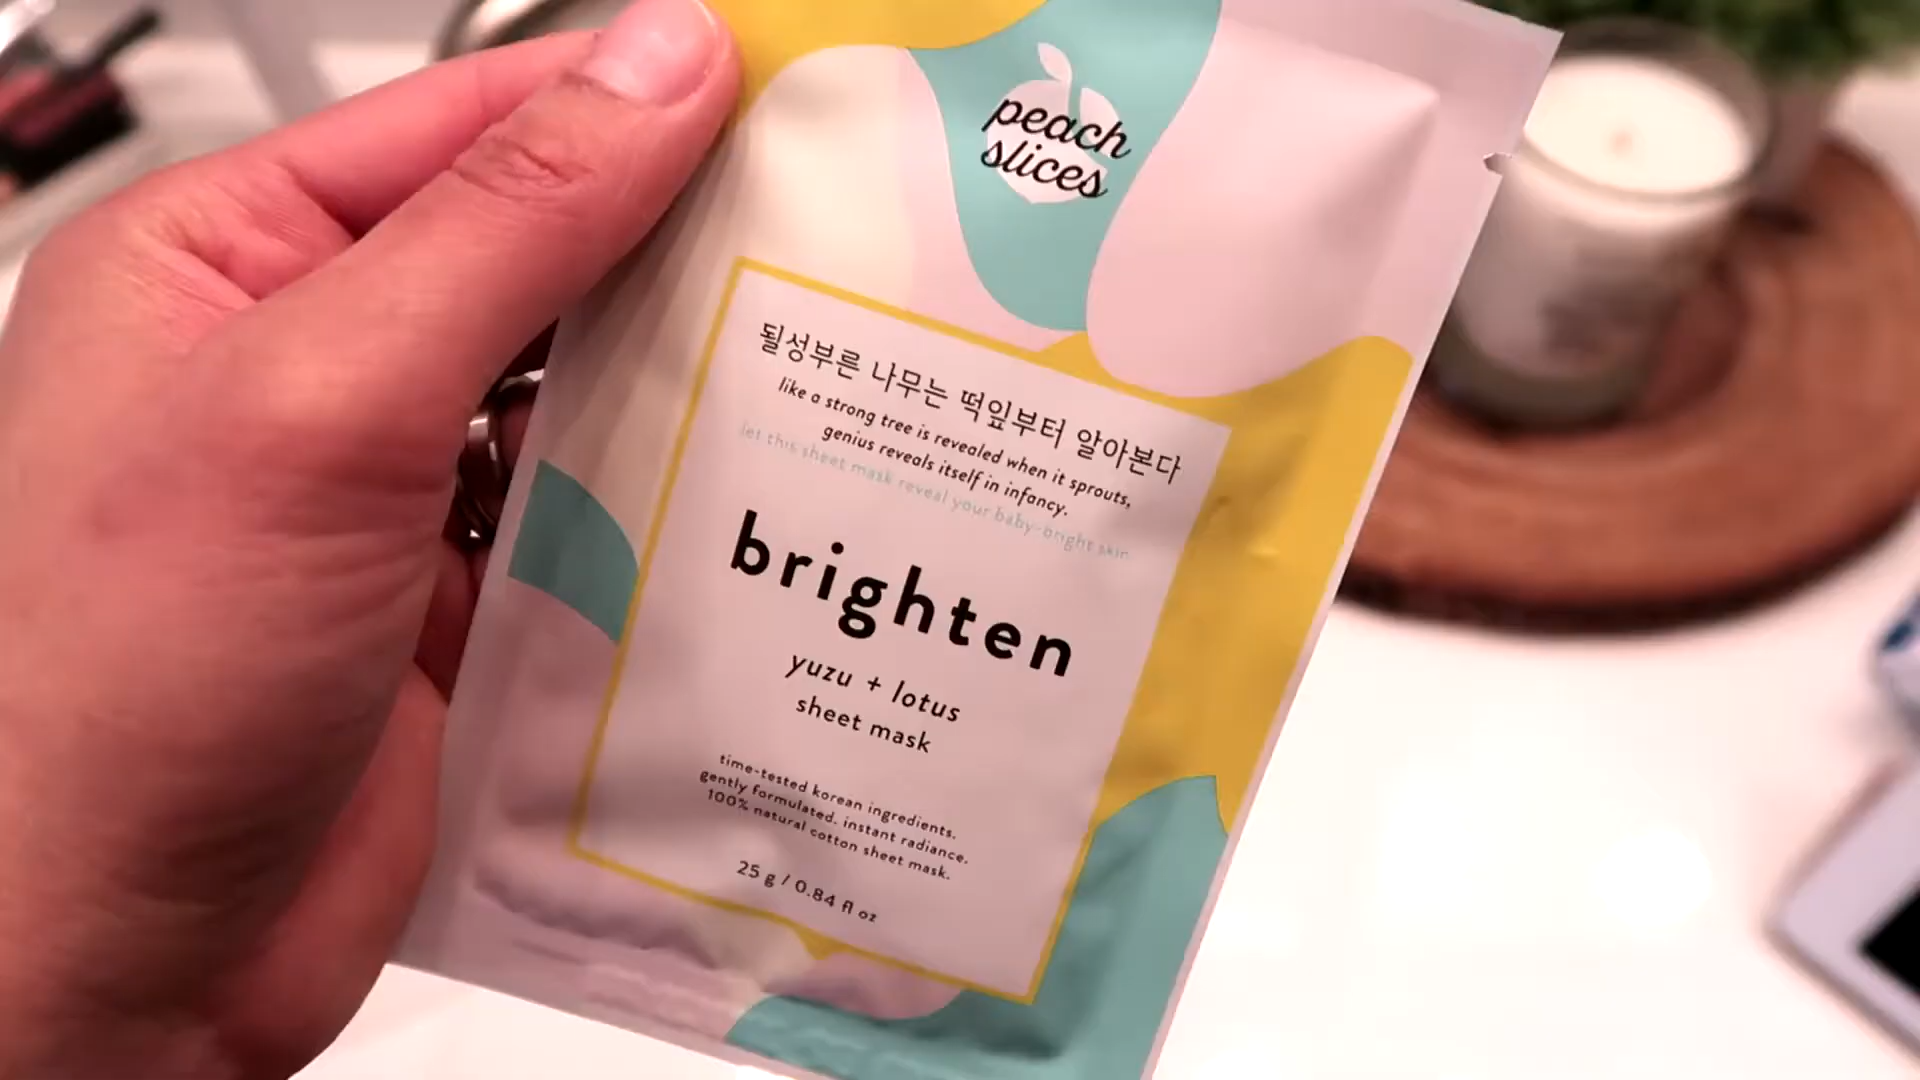 peach
slices
될성부른 나무는 떡잎부터 알아본다
like a strong tree is revealed when it sprouts,
genius reveals itself in infancy.
let this sheet mask reveal your baby-bright skin
brighten
yuzu + lotus
sheet mask
time-tested korean ingredients.
gently formulated. instant radiance.
100% natural cotton sheet mask.
25 g / 0.84 fl oz